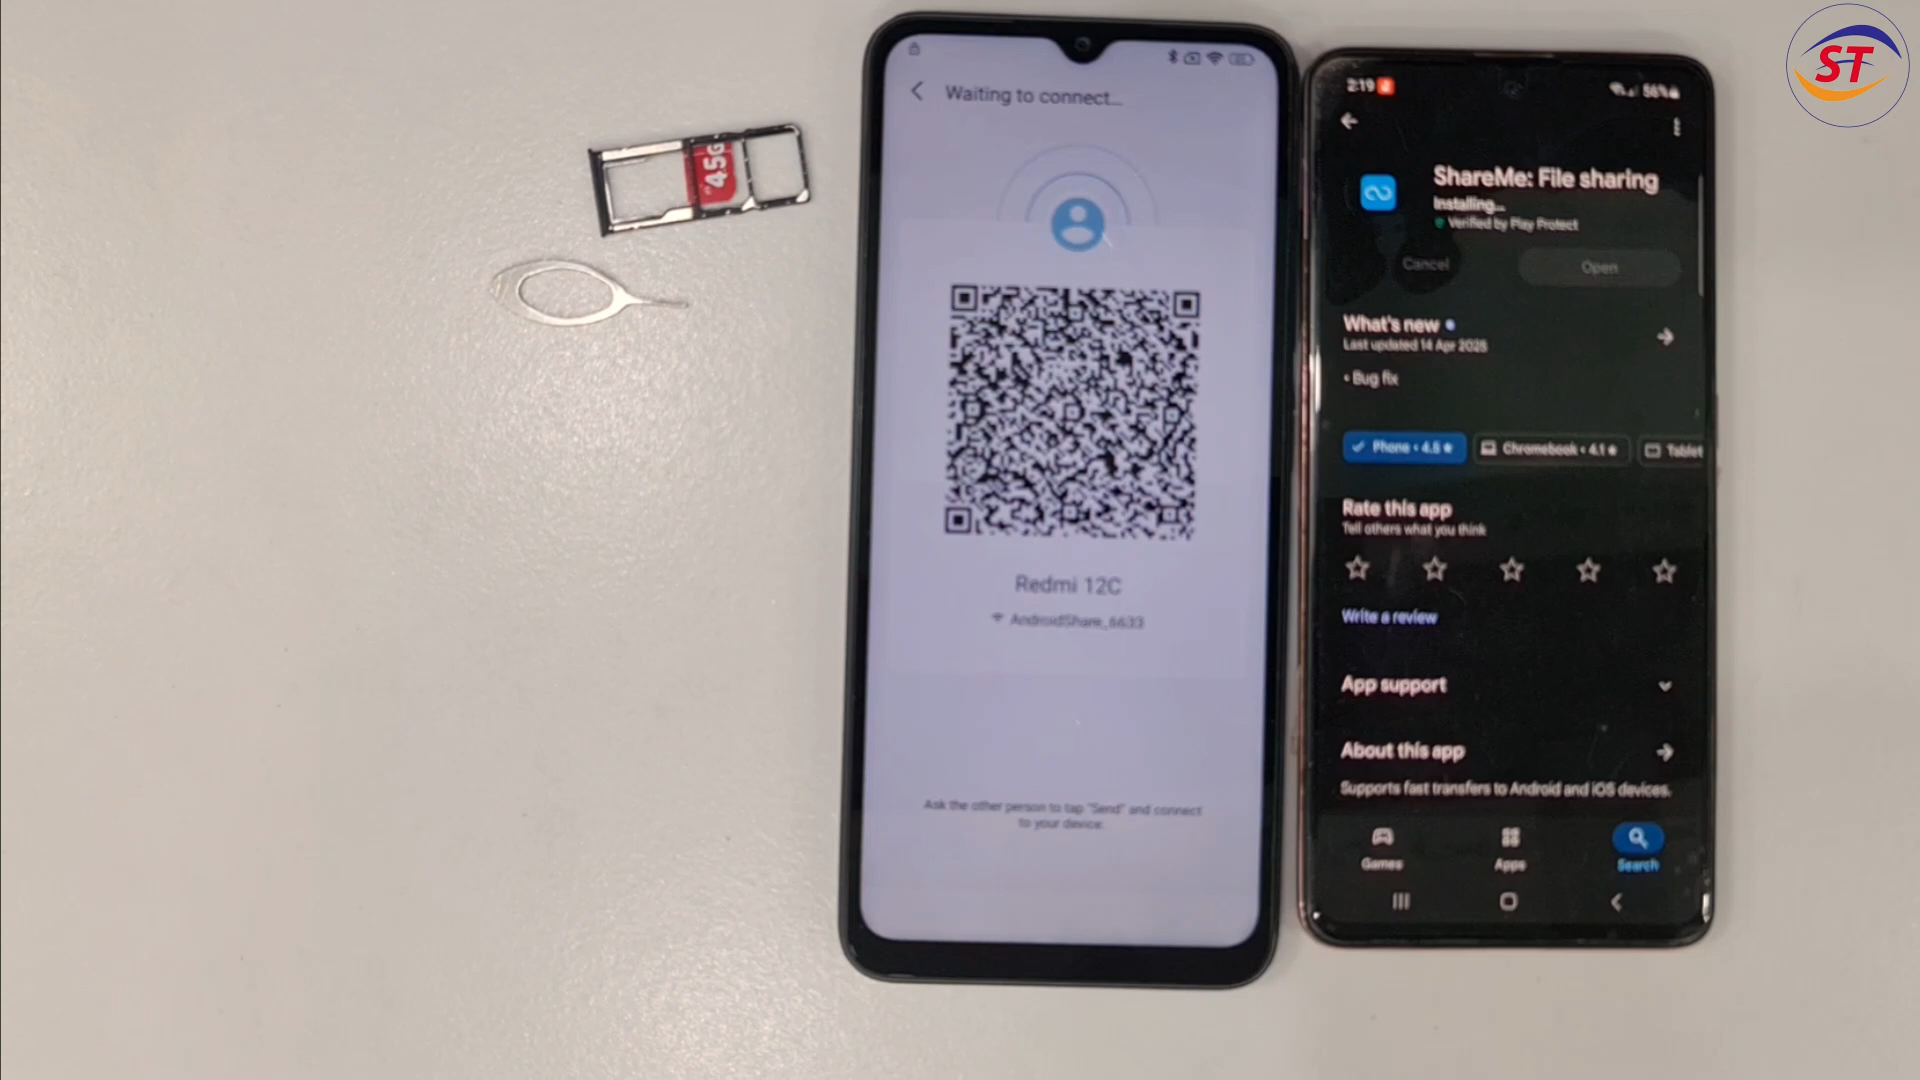 4.5G
Waiting to connect...
Redmi 12C
AndroidShare_6633
Ask the other person to tap "Send" and connect
to your device.
2:19
56%
ShareMe: File sharing
Installing...
Verified by Play Protect
Cancel
Open
What's new
Last updated 14 Apr 2025
• Bug fix
Phone • 4.5 ★
Chromebook • 4.1 ★
Tablet
Rate this app
Tell others what you think
Write a review
App support
About this app
Supports fast transfers to Android and iOS devices.
Games
Apps
Search
ST